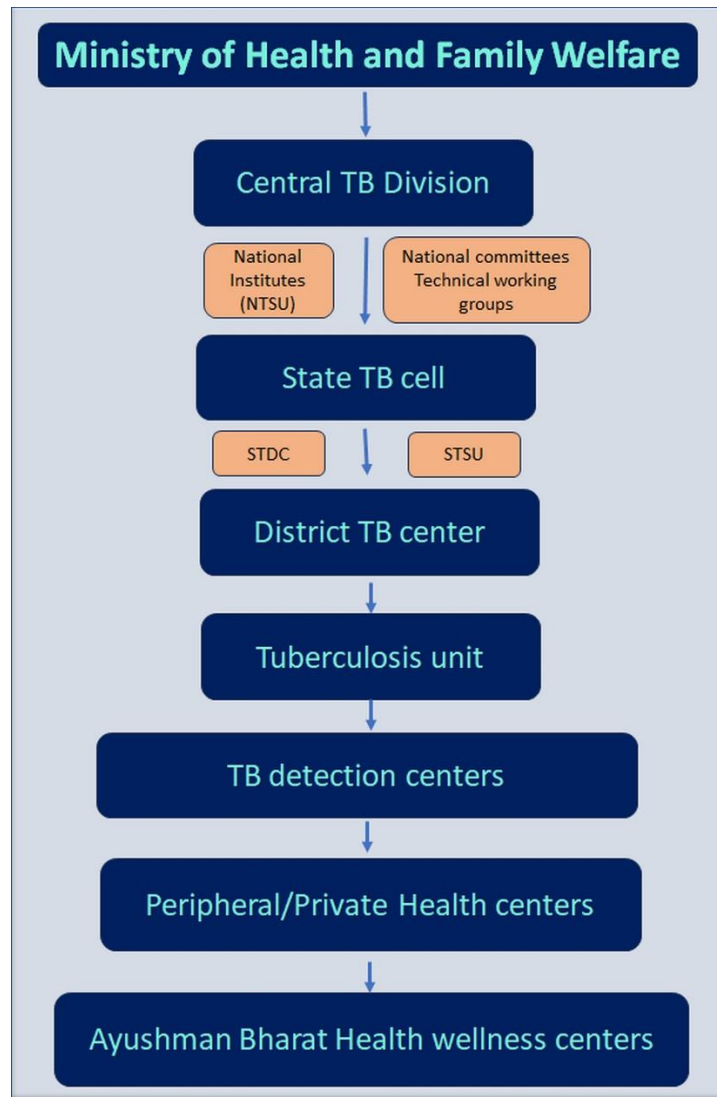 Ministry of Health and Family Welfare
Central TB Division
National
Institutes
(NTSU)
National committees
Technical working
groups
State TB cell
STDC
STSU
District TB center
Tuberculosis unit
TB detection centers
Peripheral/Private Health centers
Ayushman Bharat Health wellness centers